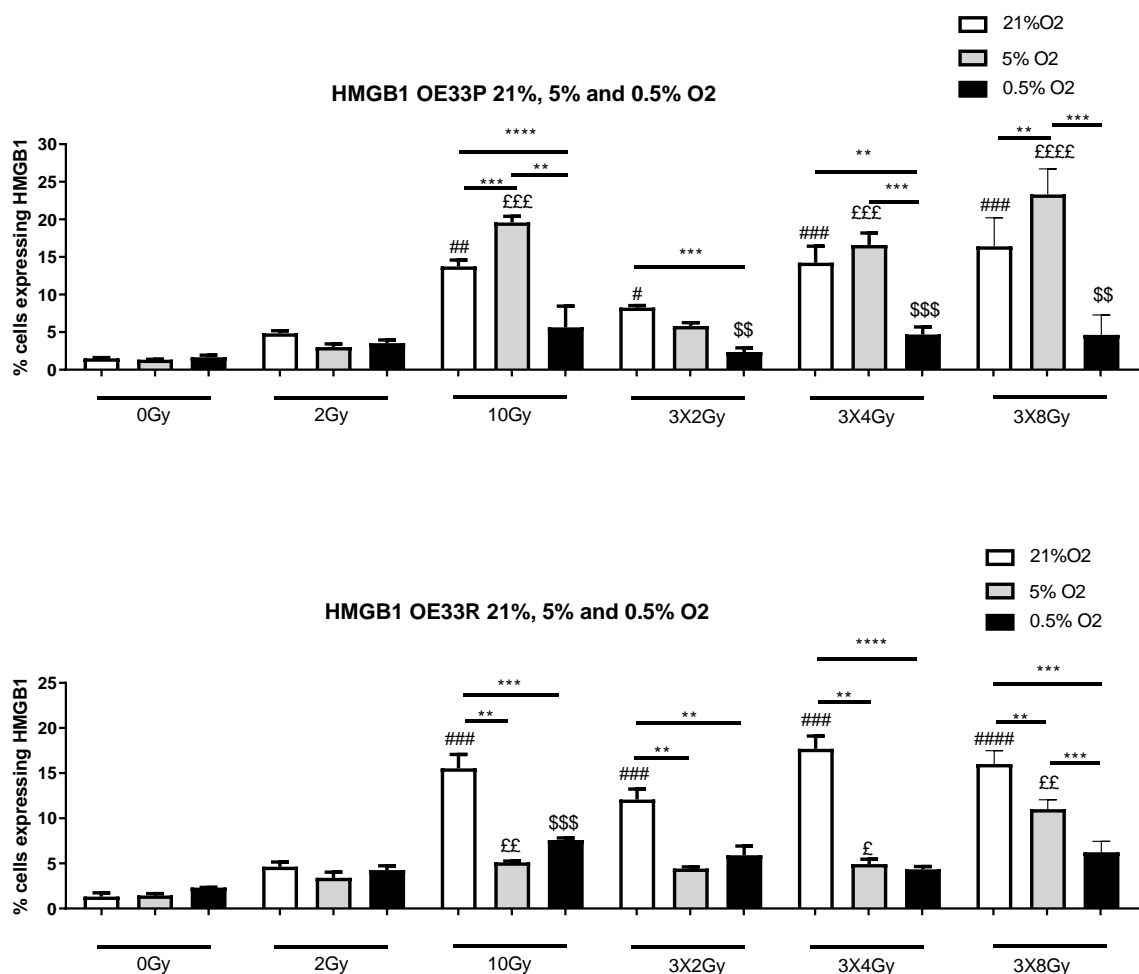 21%O2
5% O2
0.5% O2
HMGB1 OE33P 21%, 5% and 0.5% O2
% cells expressing HMGB1
30
25
20
15
10
5
0
*** 
** ***
**** ** ££££
*** ** ***
£££ ### £££ ###
## *** 
# $$ $$$ $$
0Gy 2Gy 10Gy 3X2Gy 3X4Gy 3X8Gy
21%O2
5% O2
0.5% O2
HMGB1 OE33R 21%, 5% and 0.5% O2
% cells expressing HMGB1
25
20
15
10
5
0
****
*** *** 
** ** ** **
### ### #### 
### ** *** 
££ $$$ £ ££
0Gy 2Gy 10Gy 3X2Gy 3X4Gy 3X8Gy